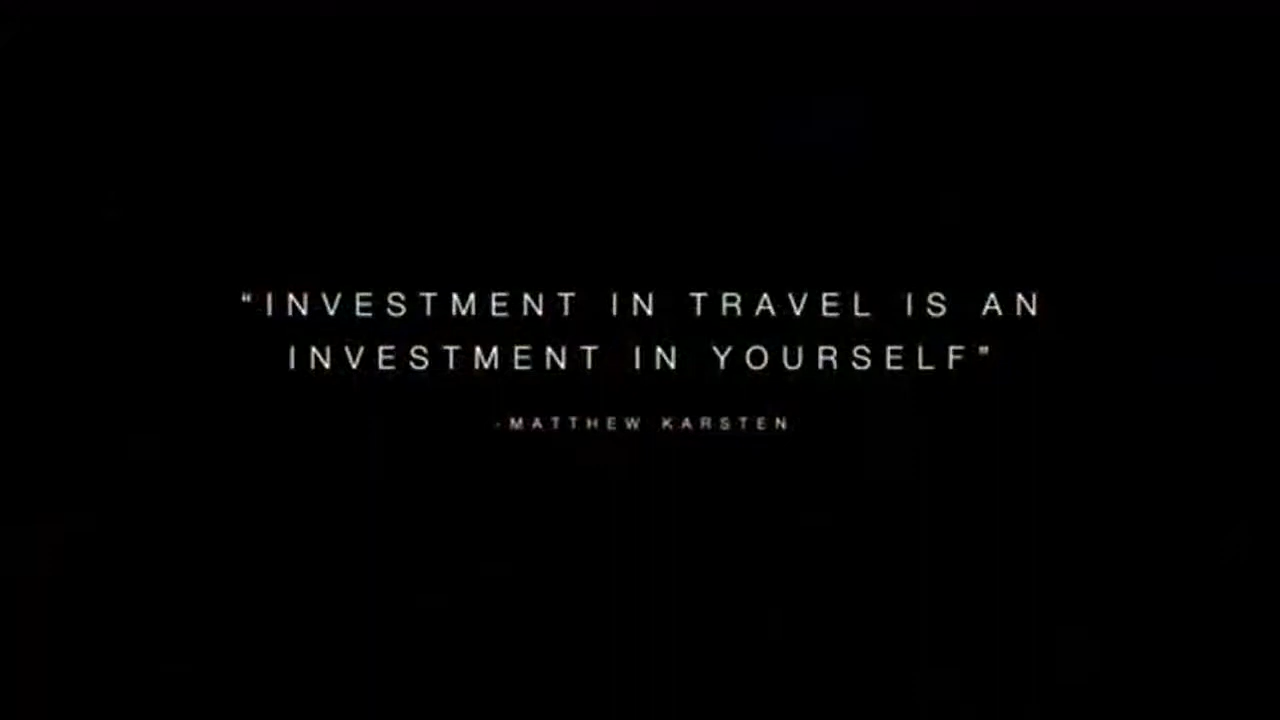 “INVESTMENT IN TRAVEL IS AN
INVESTMENT IN YOURSELF”
-MATTHEW KARSTEN